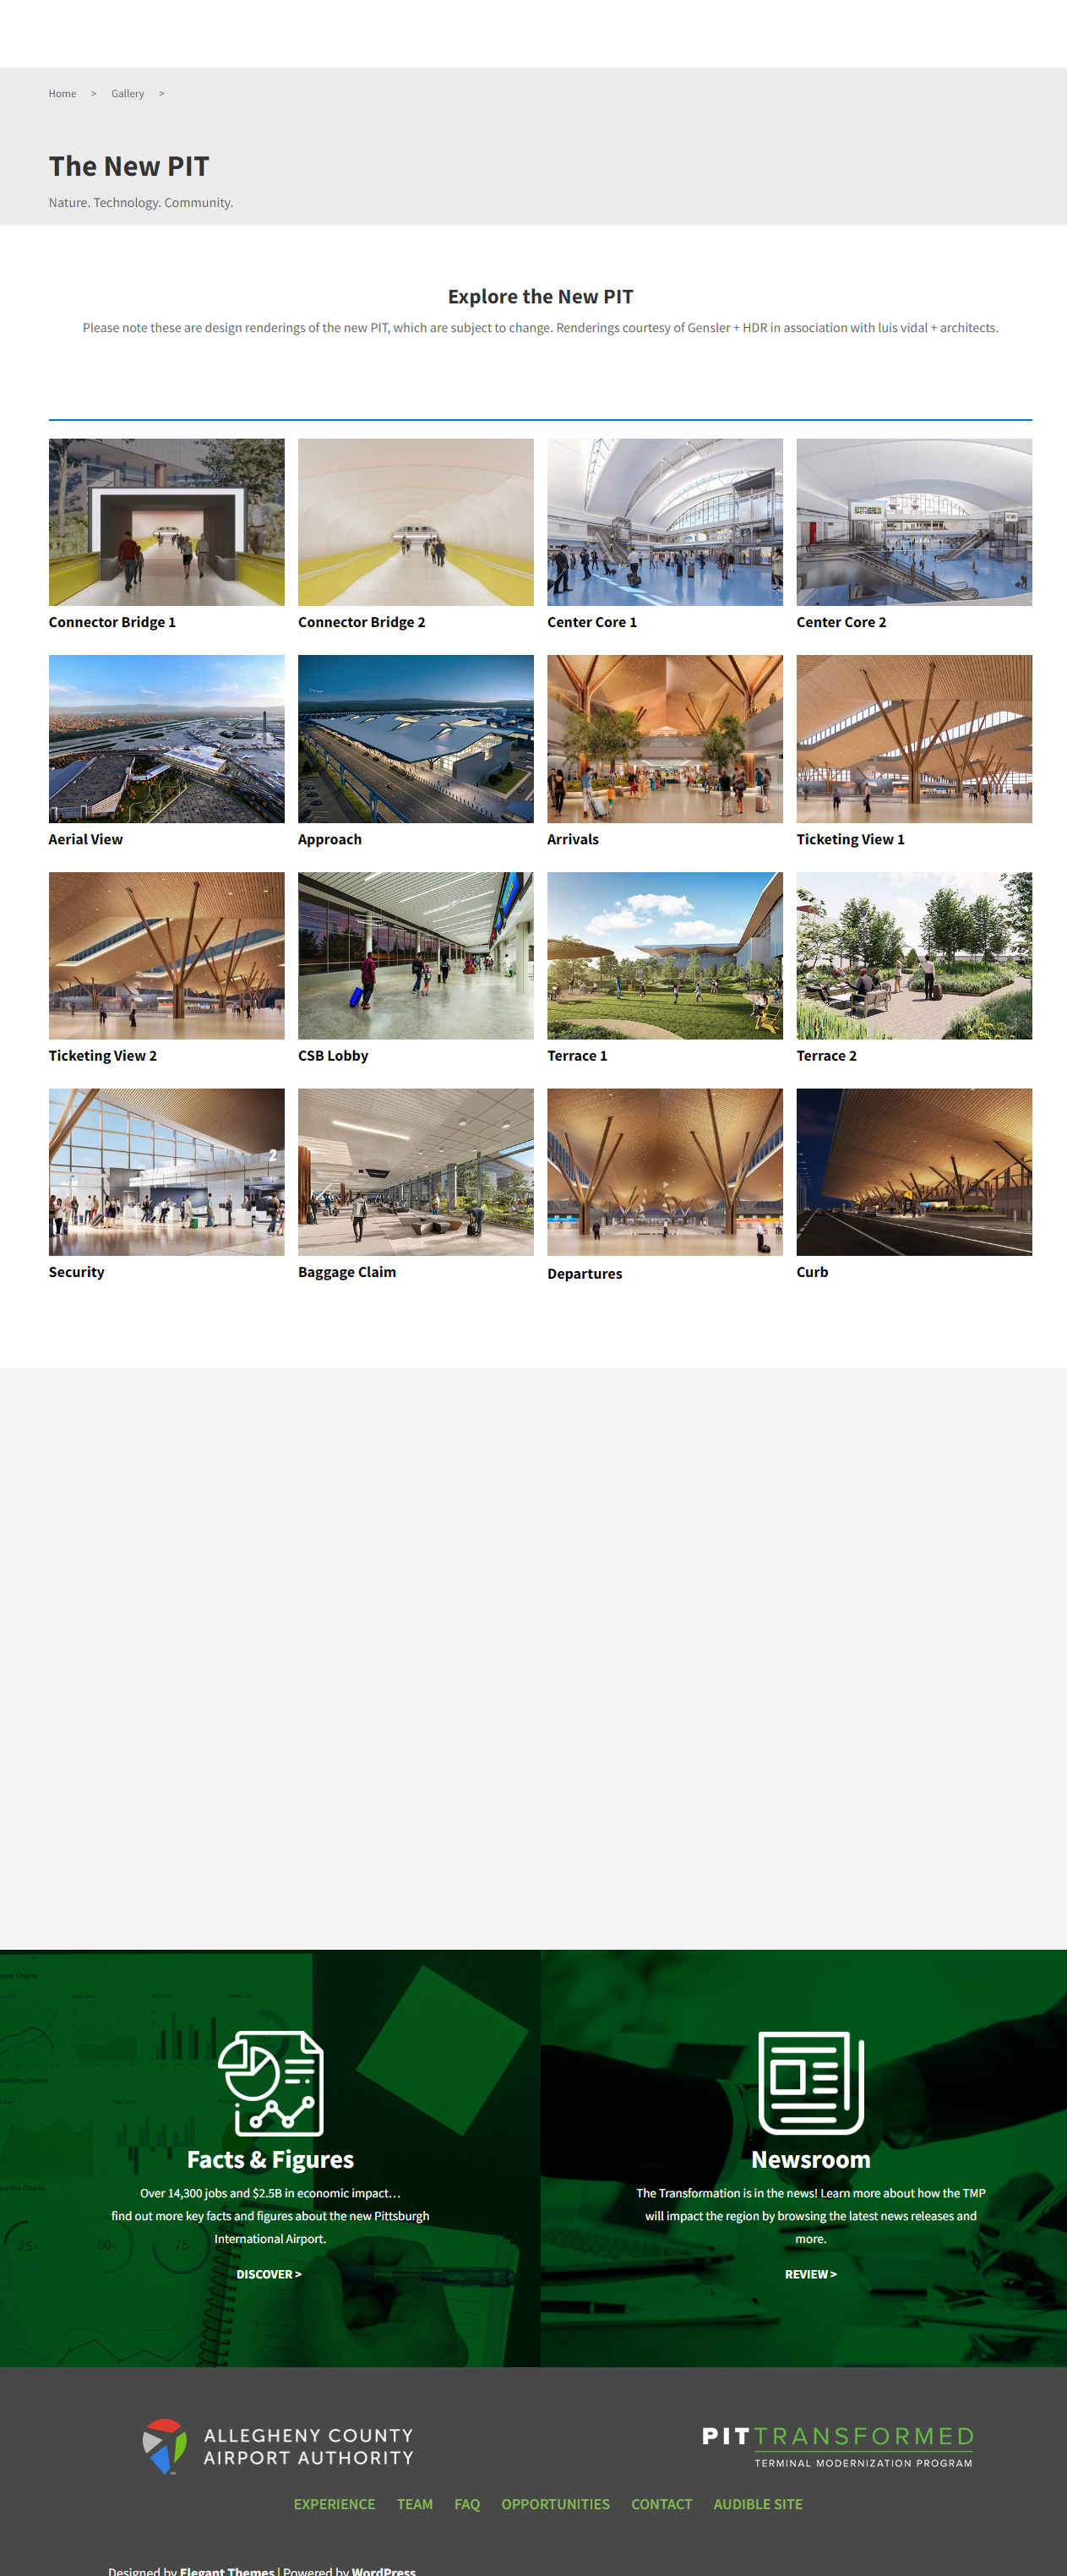 Home > Gallery >
The New PIT
Nature. Technology. Community.
Explore the New PIT
Please note these are design renderings of the new PIT, which are subject to change. Renderings courtesy of Gensler + HDR in association with luis vidal + architects.
Connector Bridge 1
Connector Bridge 2
Center Core 1
Center Core 2
Aerial View
Approach
Arrivals
Ticketing View 1
Ticketing View 2
CSB Lobby
Terrace 1
Terrace 2
2
Security
Baggage Claim
Departures
Curb
Facts & Figures
Over 14,300 jobs and $2.5B in economic impact…
find out more key facts and figures about the new Pittsburgh
International Airport.
DISCOVER >
25%
50%
75%
Newsroom
The Transformation is in the news! Learn more about how the TMP
will impact the region by browsing the latest news releases and
more.
REVIEW >
ALLEGHENY COUNTY
AIRPORT AUTHORITY
PITTRANSFORMED
TERMINAL MODERNIZATION PROGRAM
EXPERIENCE TEAM FAQ OPPORTUNITIES CONTACT AUDIBLE SITE
Designed by Elegant Themes | Powered by WordPress